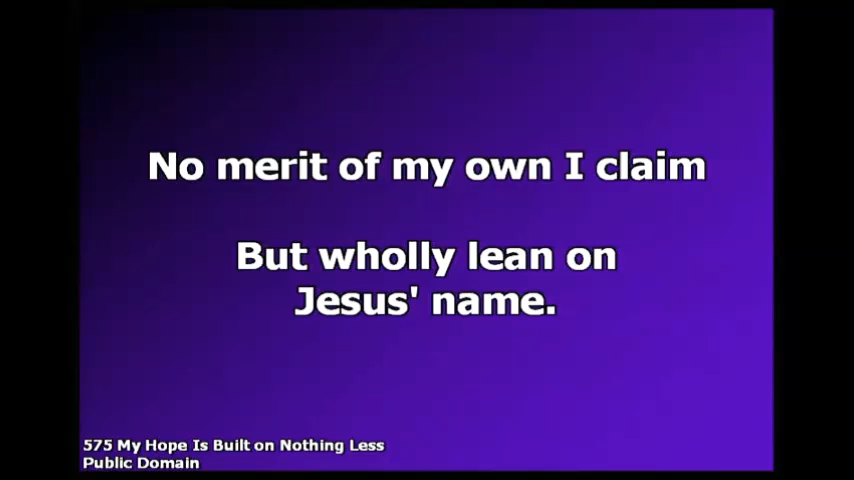 No merit of my own I claim
But wholly lean on
Jesus' name.
575 My Hope Is Built on Nothing Less
Public Domain